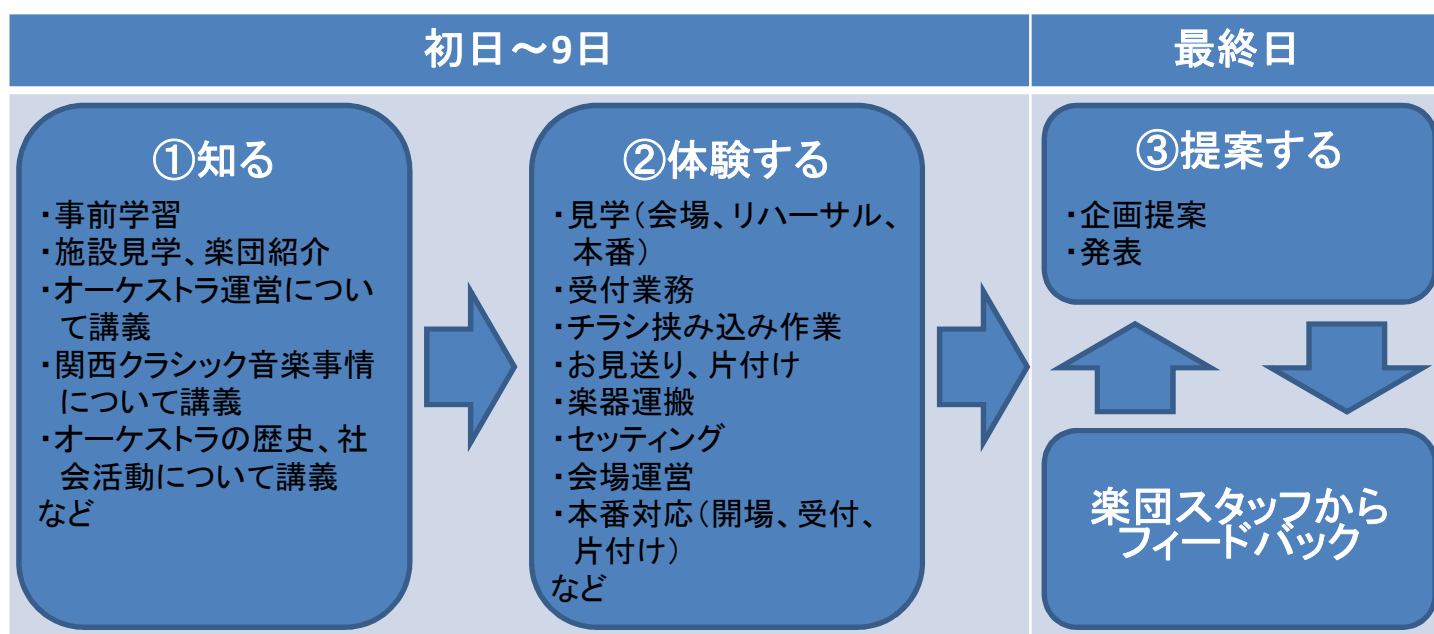 初日～9日
最終日
①知る
・事前学習
・施設見学、楽団紹介
・オーケストラ運営につい
て講義
・関西クラシック音楽事情
について講義
・オーケストラの歴史、社
会活動について講義
など
②体験する
・見学(会場、リハーサル、
本番)
・受付業務
・チラシ挟み込み作業
・お見送り、片付け
・楽器運搬
・セッティング
・会場運営
・本番対応(開場、受付、
片付け)
など
③提案する
・企画提案
・発表
楽団スタッフから
フィードバック